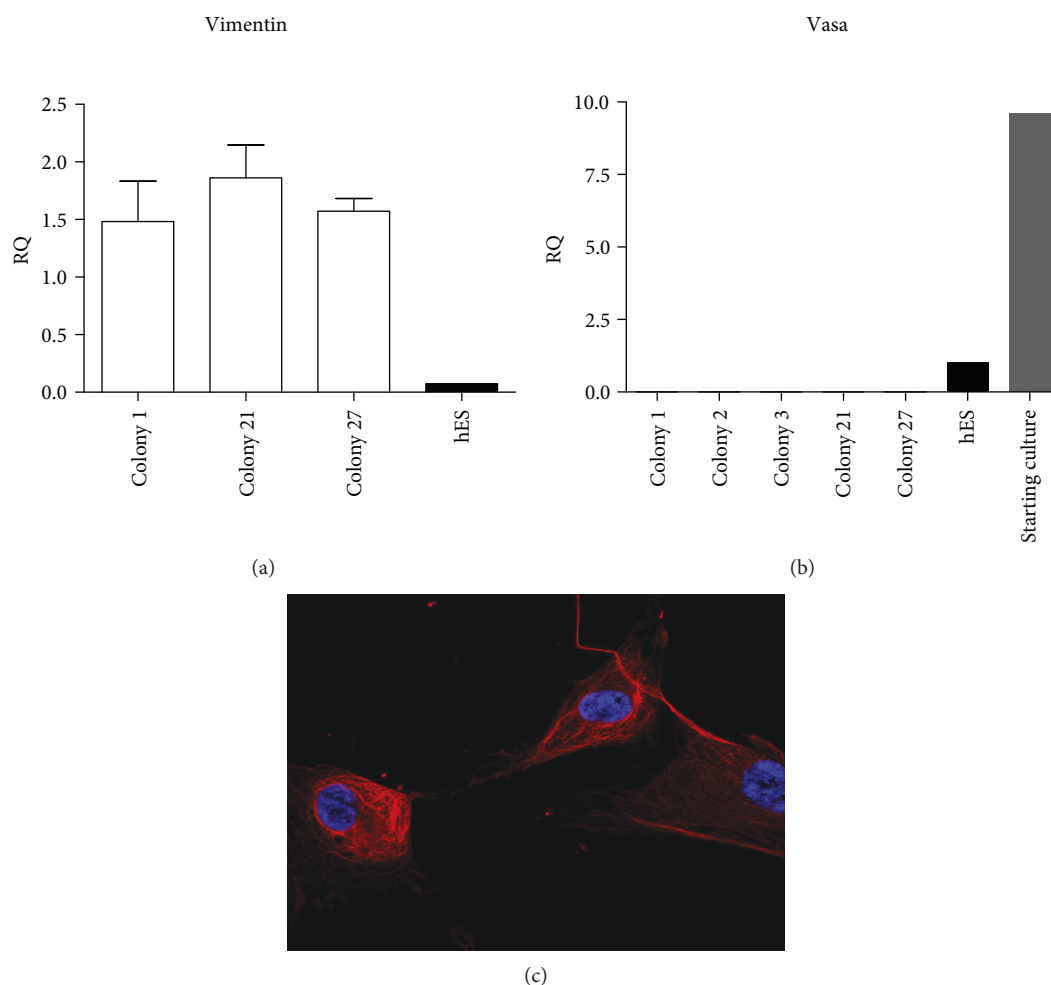 Vimentin
2.5
2.0
1.5
1.0
0.5
0.0
RQ
Colony 1
Colony 21
Colony 27
hES
(a)
Vasa
10.0
7.5
5.0
2.5
0.0
RQ
Colony 1
Colony 2
Colony 3
Colony 21
Colony 27
hES
Starting culture
(b)
(c)